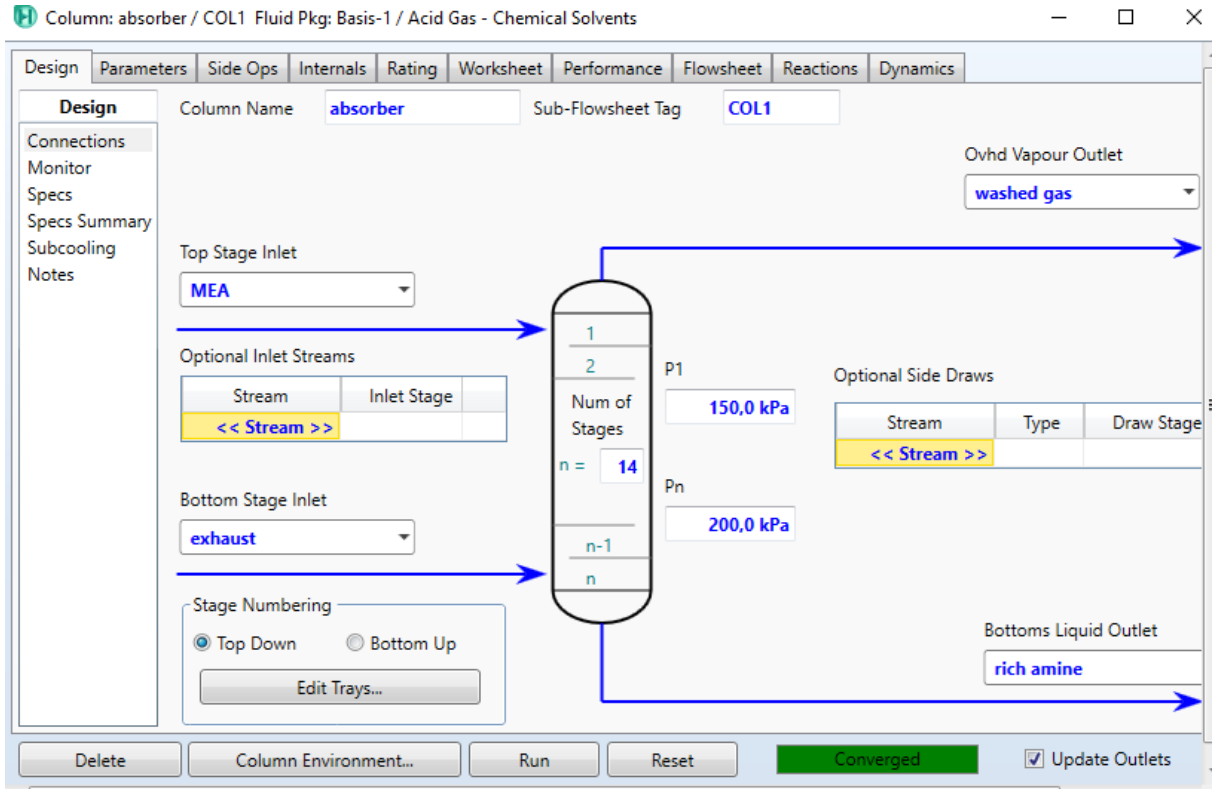 Column: absorber / COL1 Fluid Pkg: Basis-1 / Acid Gas - Chemical Solvents
Design Parameters Side Ops Internals Rating Worksheet Performance Flowsheet Reactions Dynamics
Design
Connections
Monitor
Specs
Specs Summary
Subcooling
Notes
Column Name absorber Sub-Flowsheet Tag COL1
Ovhd Vapour Outlet
washed gas
Top Stage Inlet
MEA
Optional Inlet Streams
Stream Inlet Stage
<< Stream >>
Bottom Stage Inlet
exhaust
Stage Numbering
Top Down Bottom Up
Edit Trays...
1
2
Num of
Stages
n = 14
n-1
n
P1
150,0 kPa
Pn
200,0 kPa
Optional Side Draws
Stream Type Draw Stage
<< Stream >>
Bottoms Liquid Outlet
rich amine
Delete Column Environment... Run Reset Converged Update Outlets